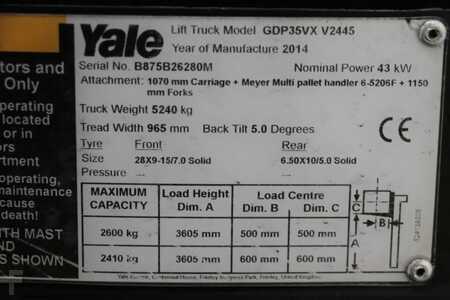 Yale
Lift Truck Model GDP35VX V2445
Year of Manufacture 2014
Serial No. B875B26280M Nominal Power 43 kW
Attachment: 1070 mm Carriage + Meyer Multi pallet handler 6-5206F + 1150
mm Forks
Truck Weight 5240 kg
Tread Width 965 mm Back Tilt 5.0 Degrees
Tyre Front Rear
Size 28X9-15/7.0 Solid 6.50X10/5.0 Solid
Pressure
CE
MAXIMUM CAPACITY Load Height Dim. A Load Centre Dim. B Dim. C
2600 kg 3605 mm 500 mm 500 mm
2410 kg 3605 mm 600 mm 600 mm
C
B
A
tors and
Only
operating
located
or in
ers
artment
operating,
maintenance
cause
death!
ITH MAST
ND
S SHOWN